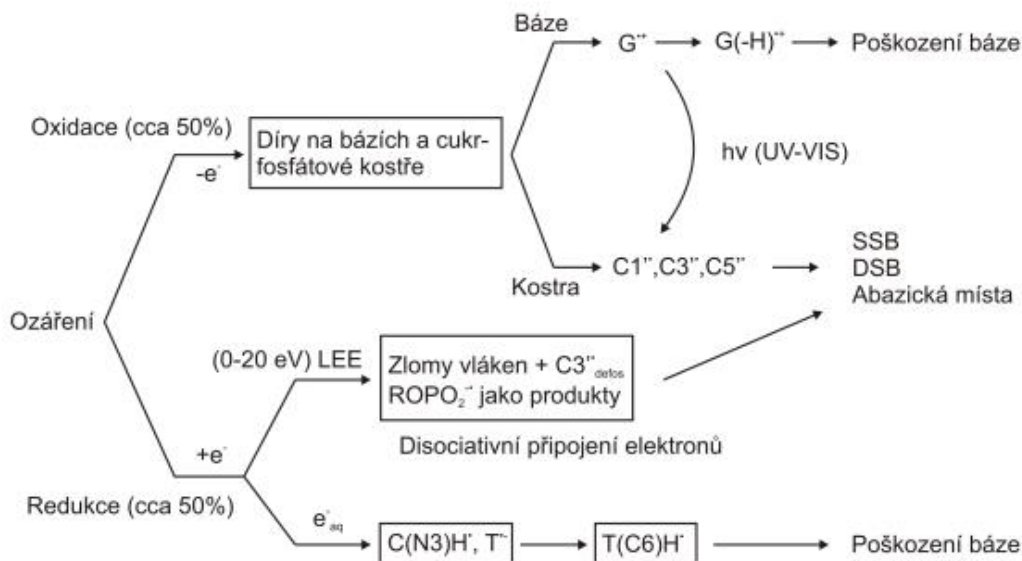 Báze
G•+ → G(-H)•+ → Poškození báze
Oxidace (cca 50%)
-e-
Díry na bázích a cukr-
fosfátové kostře
hv (UV-VIS)
Kostra
C1'•,C3'•,C5'•
SSB
DSB
Abazická místa
Ozáření
(0-20 eV) LEE
Zlomy vláken + C3'•defos
ROPO2•- jako produkty
Disociativní připojení elektronů
+e-
Redukce (cca 50%)
e-aq
C(N3)H•, T•- → T(C6)H• → Poškození báze